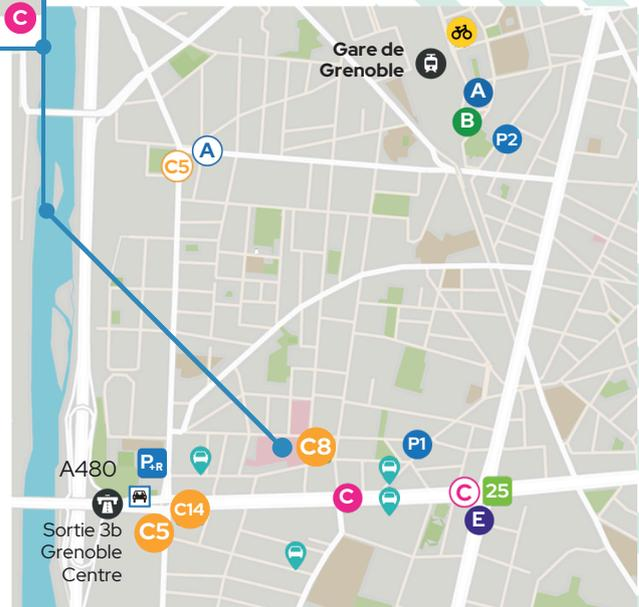 C
Gare de
Grenoble
A
B
P2
A
C5
C8
P1
A480
P+R
C
C
25
C14
E
C5
Sortie 3b
Grenoble
Centre